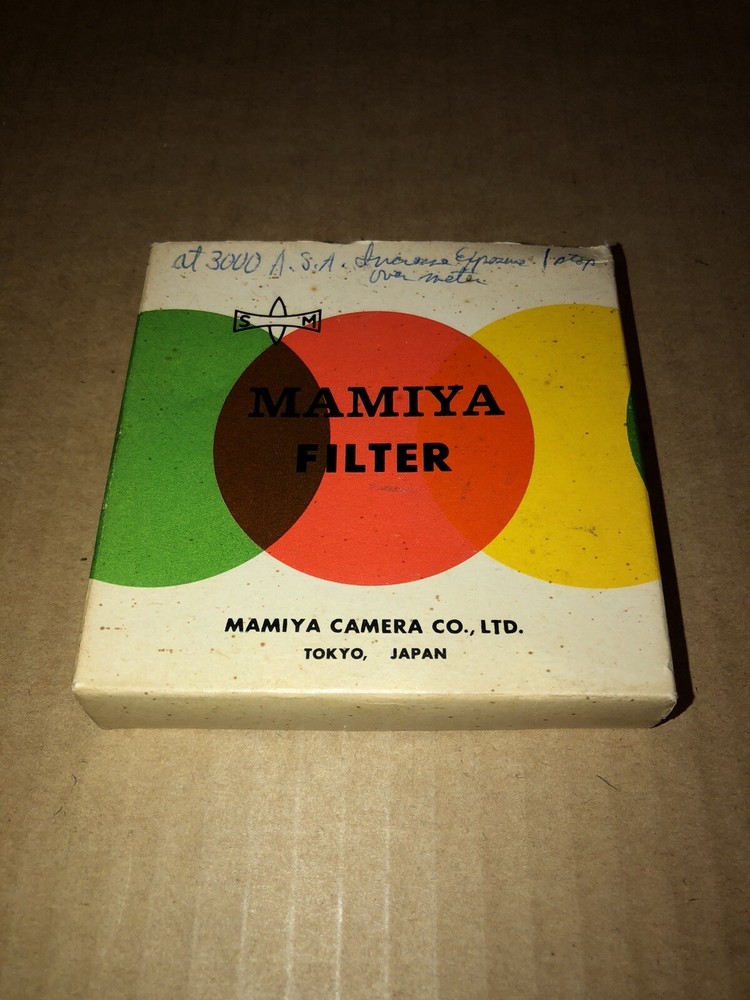 at 3000 A.S.A. Increase Exposure 1 stop
over meter
S M
MAMIYA
FILTER
MAMIYA CAMERA CO., LTD.
TOKYO, JAPAN